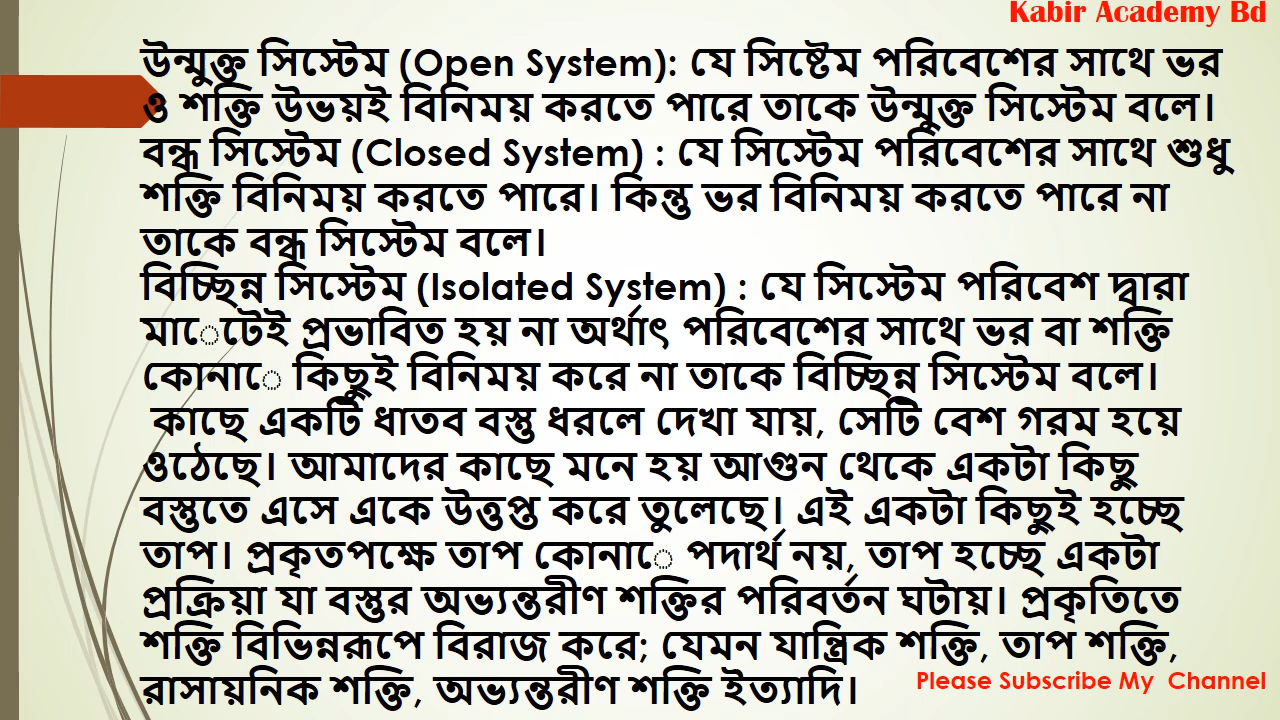 Kabir Academy Bd
উন্মুক্ত সিস্টেম (Open System): যে সিষ্টেম পরিবেশের সাথে ভর
ও শক্তি উভয়ই বিনিময় করতে পারে তাকে উন্মুক্ত সিস্টেম বলে।
বন্ধ সিস্টেম (Closed System) : যে সিস্টেম পরিবেশের সাথে শুধু
শক্তি বিনিময় করতে পারে। কিন্তু ভর বিনিময় করতে পারে না
তাকে বন্ধ সিস্টেম বলে।
বিচ্ছিন্ন সিস্টেম (Isolated System) : যে সিস্টেম পরিবেশ দ্বারা
মােেটেই প্রভাবিত হয় না অর্থাৎ পরিবেশের সাথে ভর বা শক্তি
কোনাে কিছুই বিনিময় করে না তাকে বিচ্ছিন্ন সিস্টেম বলে।
কাছে একটি ধাতব বস্তু ধরলে দেখা যায়, সেটি বেশ গরম হয়ে
ওঠেছে। আমাদের কাছে মনে হয় আগুন থেকে একটা কিছু
বস্তুতে এসে একে উত্তপ্ত করে তুলেছে। এই একটা কিছুই হচ্ছে
তাপ। প্রকৃতপক্ষে তাপ কোনাে পদার্থ নয়, তাপ হচ্ছে একটা
প্রক্রিয়া যা বস্তুর অভ্যন্তরীণ শক্তির পরিবর্তন ঘটায়। প্রকৃতিতে
শক্তি বিভিন্নরূপে বিরাজ করে; যেমন যান্ত্রিক শক্তি, তাপ শক্তি,
রাসায়নিক শক্তি, অভ্যন্তরীণ শক্তি ইত্যাদি।
Please Subscribe My Channel